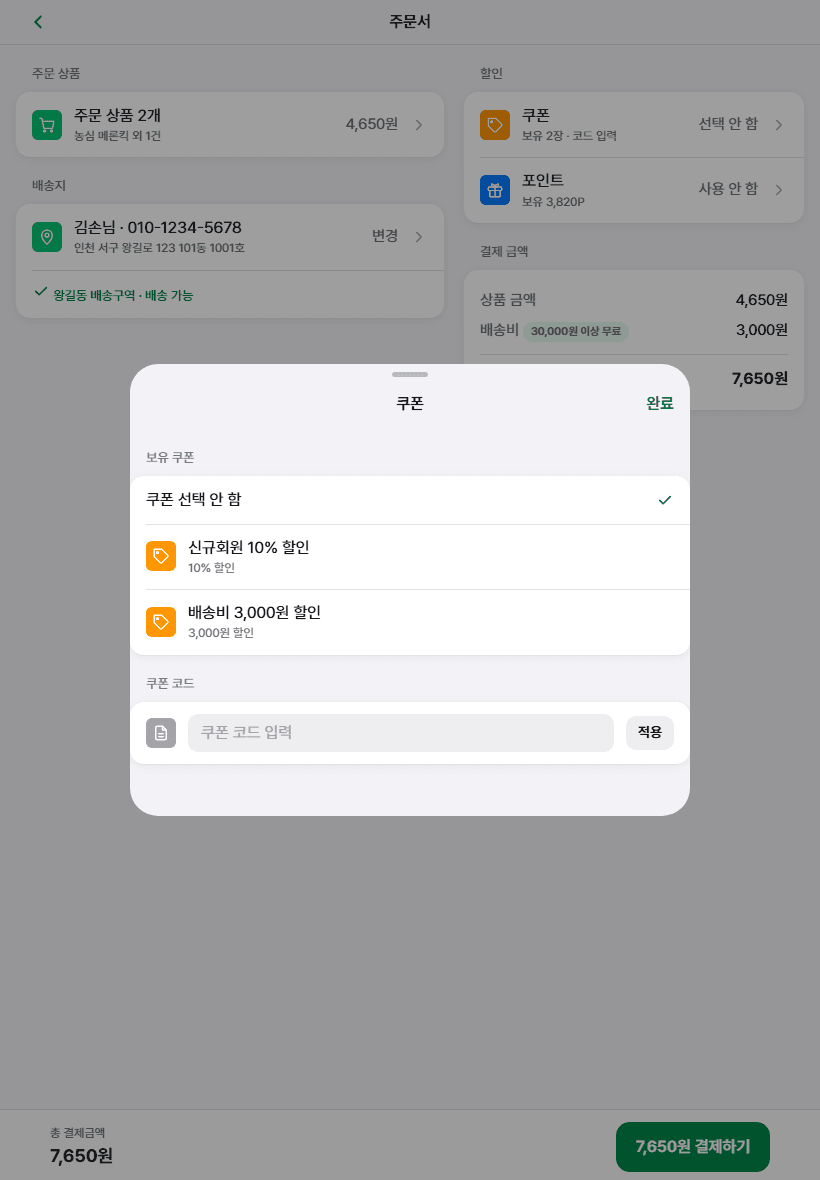 주문서
주문 상품
주문 상품 2개
농심 메론킥 외 1건
4,650원
배송지
김손님 · 010-1234-5678
인천 서구 왕길로 123 101동 1001호
변경
왕길동 배송구역 · 배송 가능
할인
쿠폰
보유 2장 · 코드 입력
선택 안 함
포인트
보유 3,820P
사용 안 함
결제 금액
상품 금액
4,650원
배송비 30,000원 이상 무료
3,000원
7,650원
쿠폰
완료
보유 쿠폰
쿠폰 선택 안 함
신규회원 10% 할인
10% 할인
배송비 3,000원 할인
3,000원 할인
쿠폰 코드
쿠폰 코드 입력
적용
총 결제금액
7,650원
7,650원 결제하기